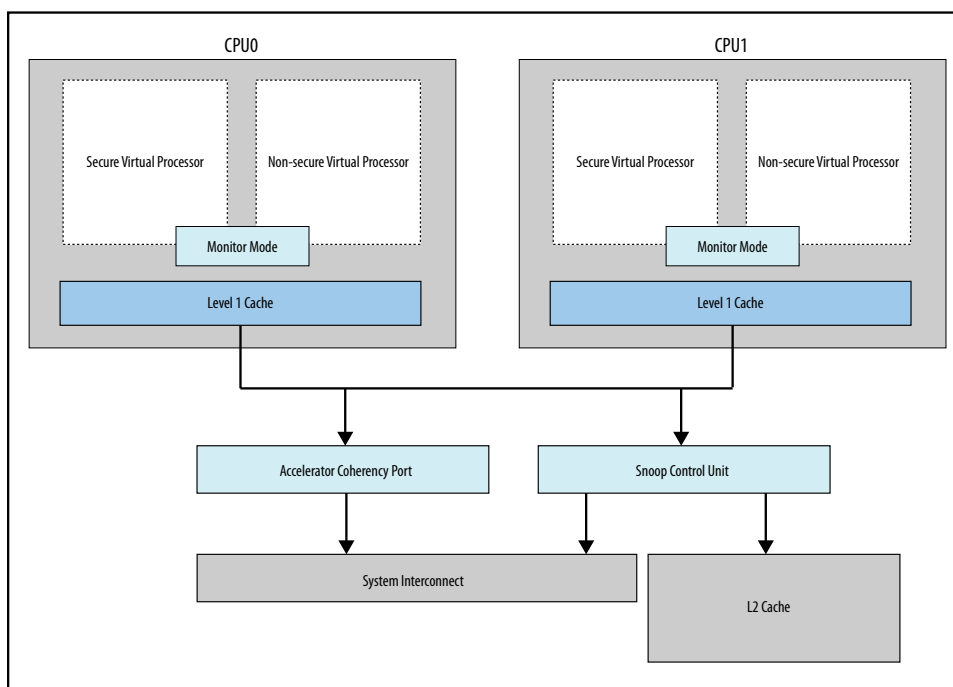 CPU0
CPU1
Secure Virtual Processor
Non-secure Virtual Processor
Secure Virtual Processor
Non-secure Virtual Processor
Monitor Mode
Monitor Mode
Level 1 Cache
Level 1 Cache
Accelerator Coherency Port
Snoop Control Unit
System Interconnect
L2 Cache